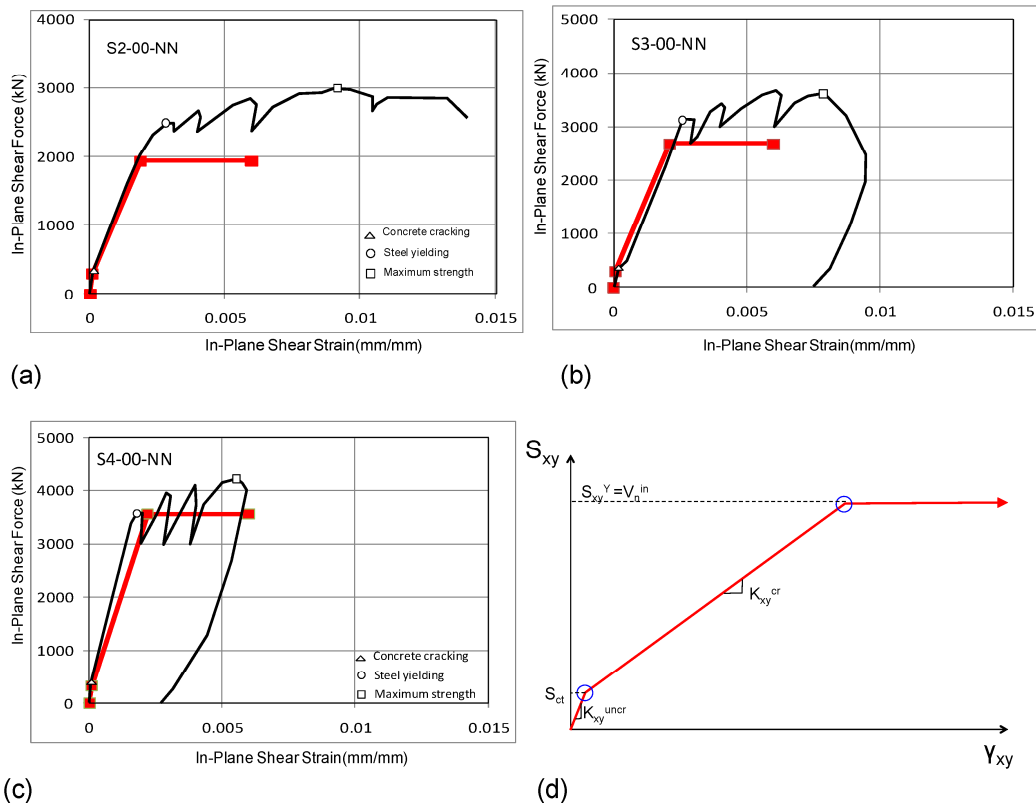 S2-00-NN
In-Plane Shear Force (kN)
4000
3000
2000
1000
0
Concrete cracking
Steel yielding
Maximum strength
0 0.005 0.01 0.015
In-Plane Shear Strain(mm/mm)
(a)
S3-00-NN
In-Plane Shear Force (kN)
5000
4000
3000
2000
1000
0
0 0.005 0.01 0.015
In-Plane Shear Strain(mm/mm)
(b)
S4-00-NN
In-Plane Shear Force (kN)
5000
4000
3000
2000
1000
0
Concrete cracking
Steel yielding
Maximum strength
0 0.005 0.01 0.015
In-Plane Shear Strain(mm/mm)
(c)
Sxy
SxyY =Vnin
Kxycr
Sct
Kxyuncr
γxy
(d)